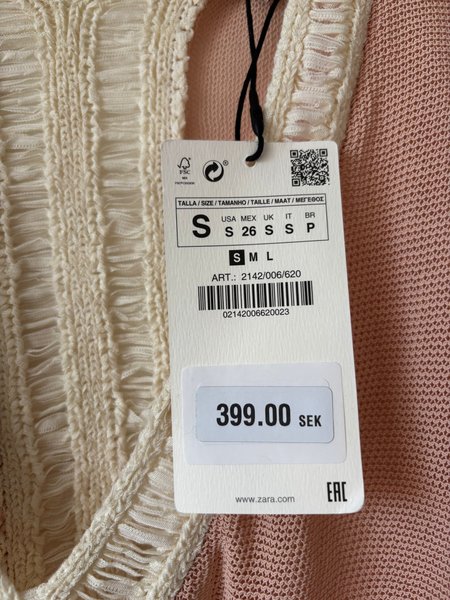 FSC
TALLA / SIZE / TAMANHO / TAILLE / MAAT / ΜΕΓΕΘΟΣ
USA MEX UK IT BR
S S 26 S S P
S M L
ART.: 2142/006/620
02142006620023
399.00 SEK
www.zara.com
EAC